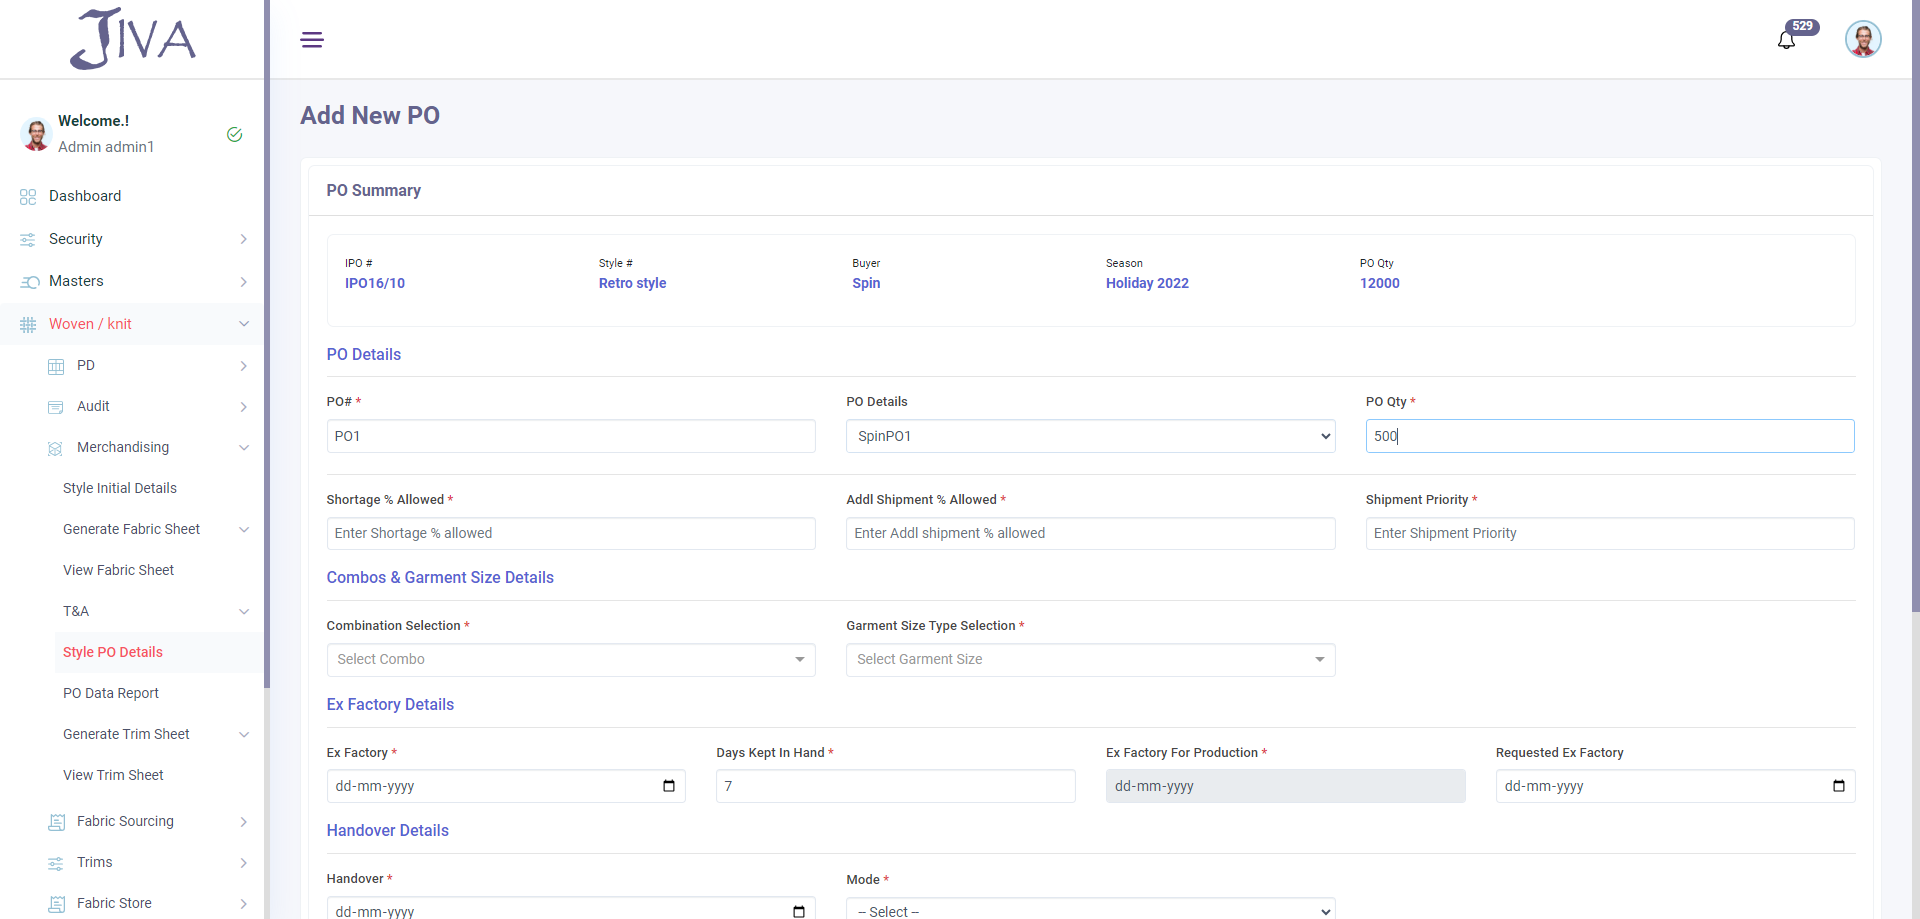 JIVA
529
Welcome.!
Admin admin1
Dashboard
Security
Masters
Woven / knit
PD
Audit
Merchandising
Style Initial Details
Generate Fabric Sheet
View Fabric Sheet
T&A
Style PO Details
PO Data Report
Generate Trim Sheet
View Trim Sheet
Fabric Sourcing
Trims
Fabric Store
Add New PO
PO Summary
IPO # Style # Buyer Season PO Qty
IPO16/10 Retro style Spin Holiday 2022 12000
PO Details
PO# * PO Details PO Qty *
PO1 SpinPO1 500
Shortage % Allowed * Addl Shipment % Allowed * Shipment Priority *
Enter Shortage % allowed Enter Addl shipment % allowed Enter Shipment Priority
Combos & Garment Size Details
Combination Selection * Garment Size Type Selection *
Select Combo Select Garment Size
Ex Factory Details
Ex Factory * Days Kept In Hand * Ex Factory For Production * Requested Ex Factory
dd-mm-yyyy 7 dd-mm-yyyy dd-mm-yyyy
Handover Details
Handover * Mode *
dd-mm-yyyy -- Select --